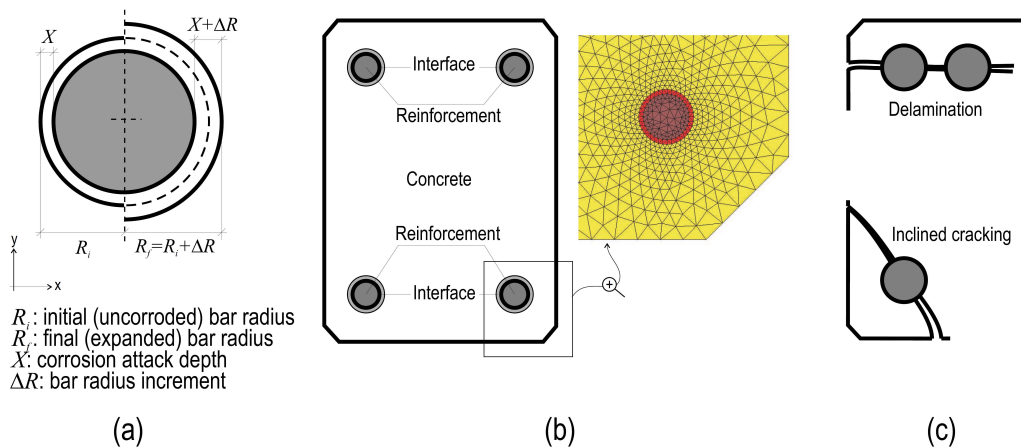 X
X+ΔR
R_i
R_f=R_i+ΔR
y
x
R_i: initial (uncorroded) bar radius
R_f: final (expanded) bar radius
X: corrosion attack depth
ΔR: bar radius increment
(a)
Interface
Reinforcement
Concrete
Reinforcement
Interface
(b)
Delamination
Inclined cracking
(c)